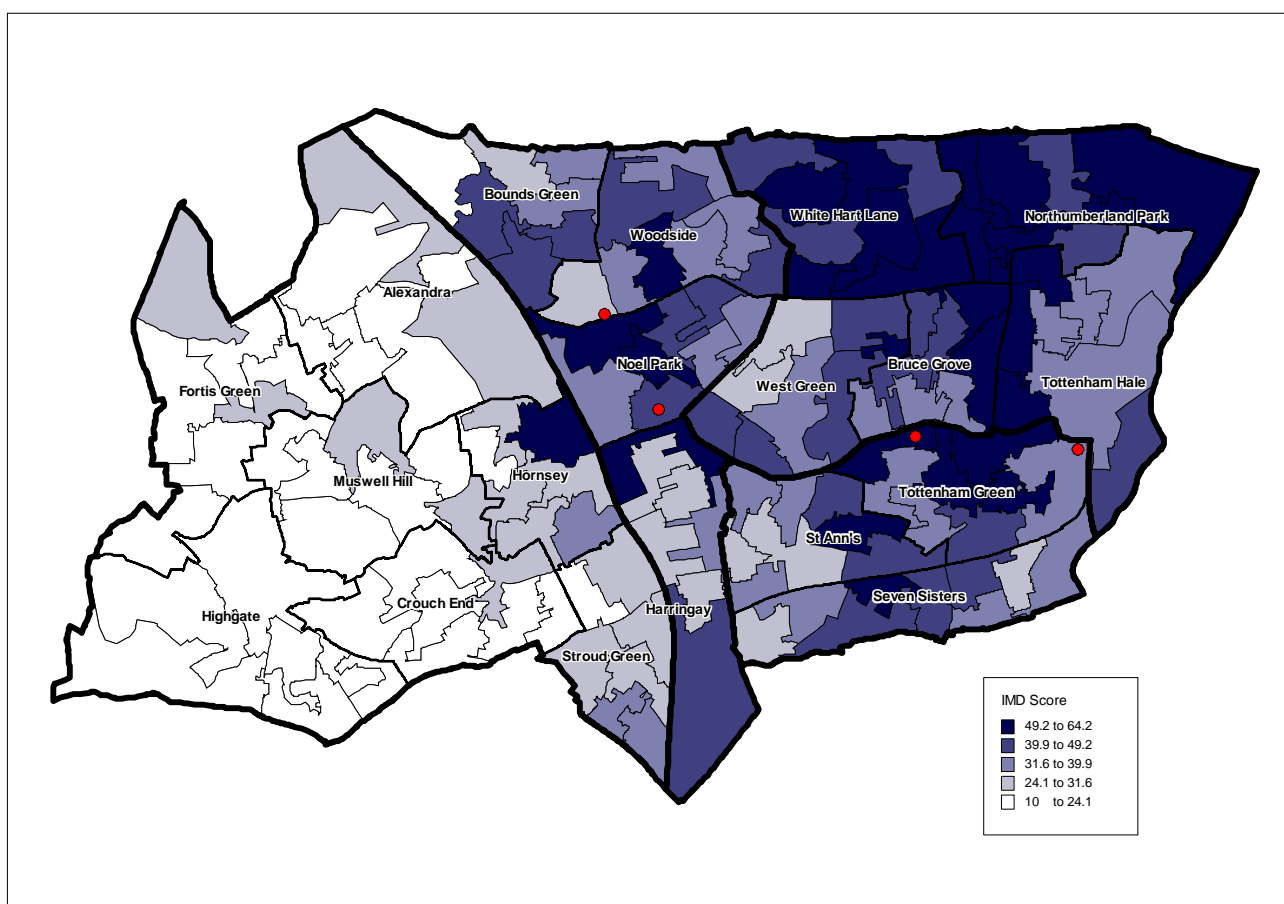 Bounds Green
White Hart Lane
Northumberland Park
Woodside
Alexandra
Noel Park
Bruce Grove
West Green
Tottenham Hale
Fortis Green
Muswell Hill
Hornsey
Tottenham Green
St Ann's
Seven Sisters
Crouch End
Harringay
Highgate
Stroud Green
IMD Score
49.2 to 64.2
39.9 to 49.2
31.6 to 39.9
24.1 to 31.6
10 to 24.1